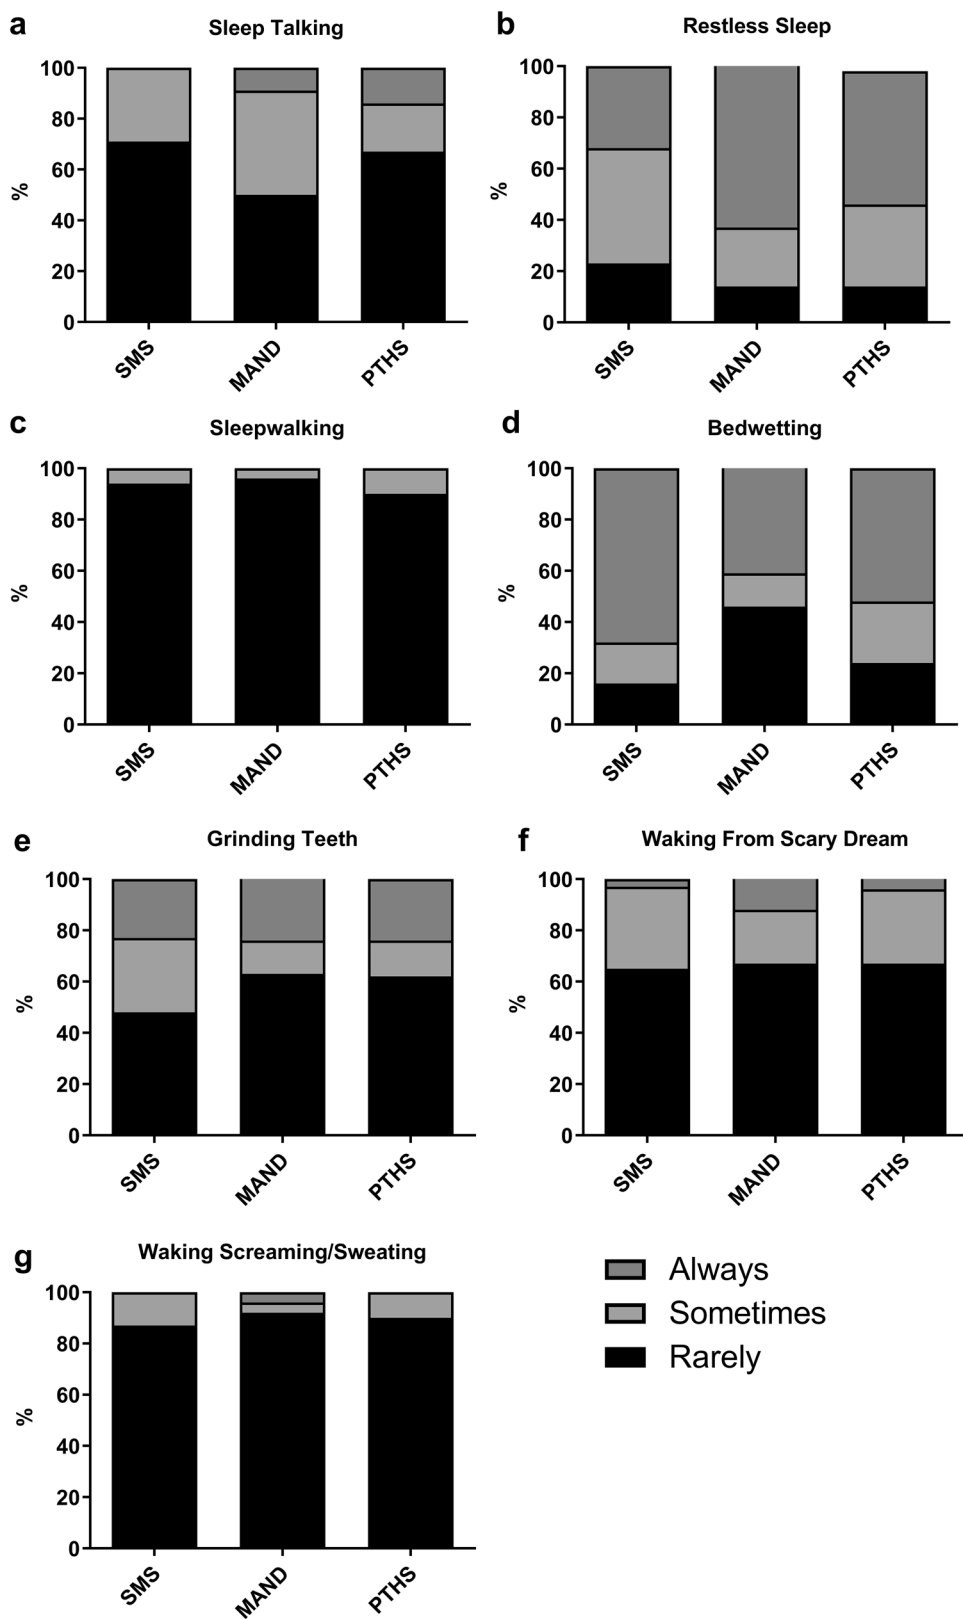 a
Sleep Talking
100
80
60
40
20
0
%
SMS
MAND
PTHS
b
Restless Sleep
100
80
60
40
20
0
%
SMS
MAND
PTHS
c
Sleepwalking
100
80
60
40
20
0
%
SMS
MAND
PTHS
d
Bedwetting
100
80
60
40
20
0
%
SMS
MAND
PTHS
e
Grinding Teeth
100
80
60
40
20
0
%
SMS
MAND
PTHS
f
Waking From Scary Dream
100
80
60
40
20
0
%
SMS
MAND
PTHS
g
Waking Screaming/Sweating
100
80
60
40
20
0
%
SMS
MAND
PTHS
Always
Sometimes
Rarely